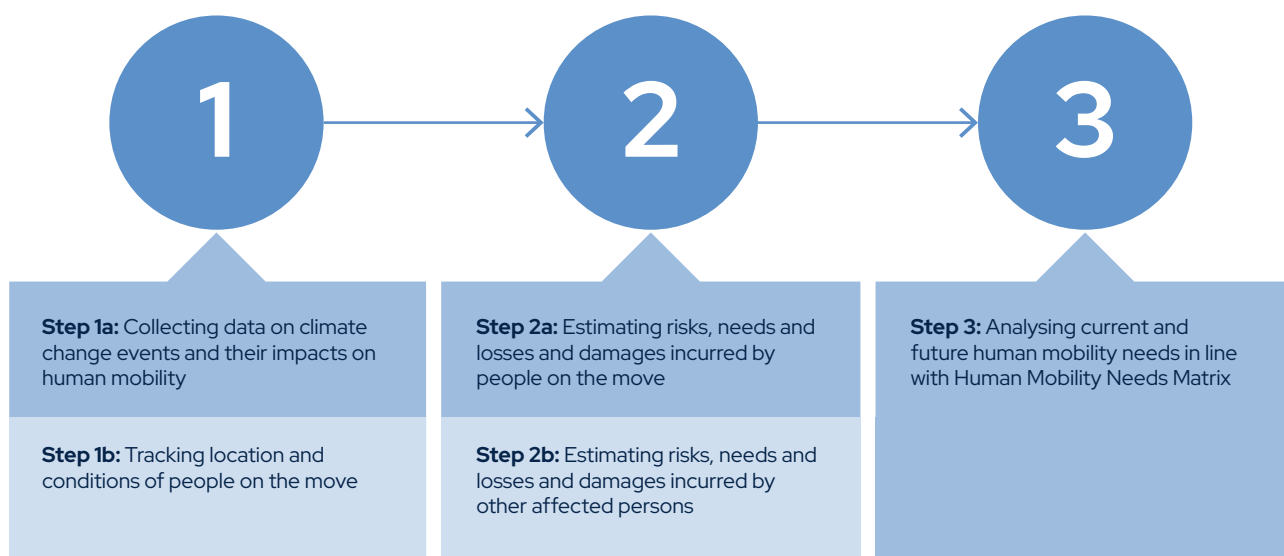 1
2
3
Step 1a: Collecting data on climate
change events and their impacts on
human mobility
Step 1b: Tracking location and
conditions of people on the move
Step 2a: Estimating risks, needs and
losses and damages incurred by
people on the move
Step 2b: Estimating risks, needs and
losses and damages incurred by
other affected persons
Step 3: Analysing current and
future human mobility needs in line
with Human Mobility Needs Matrix